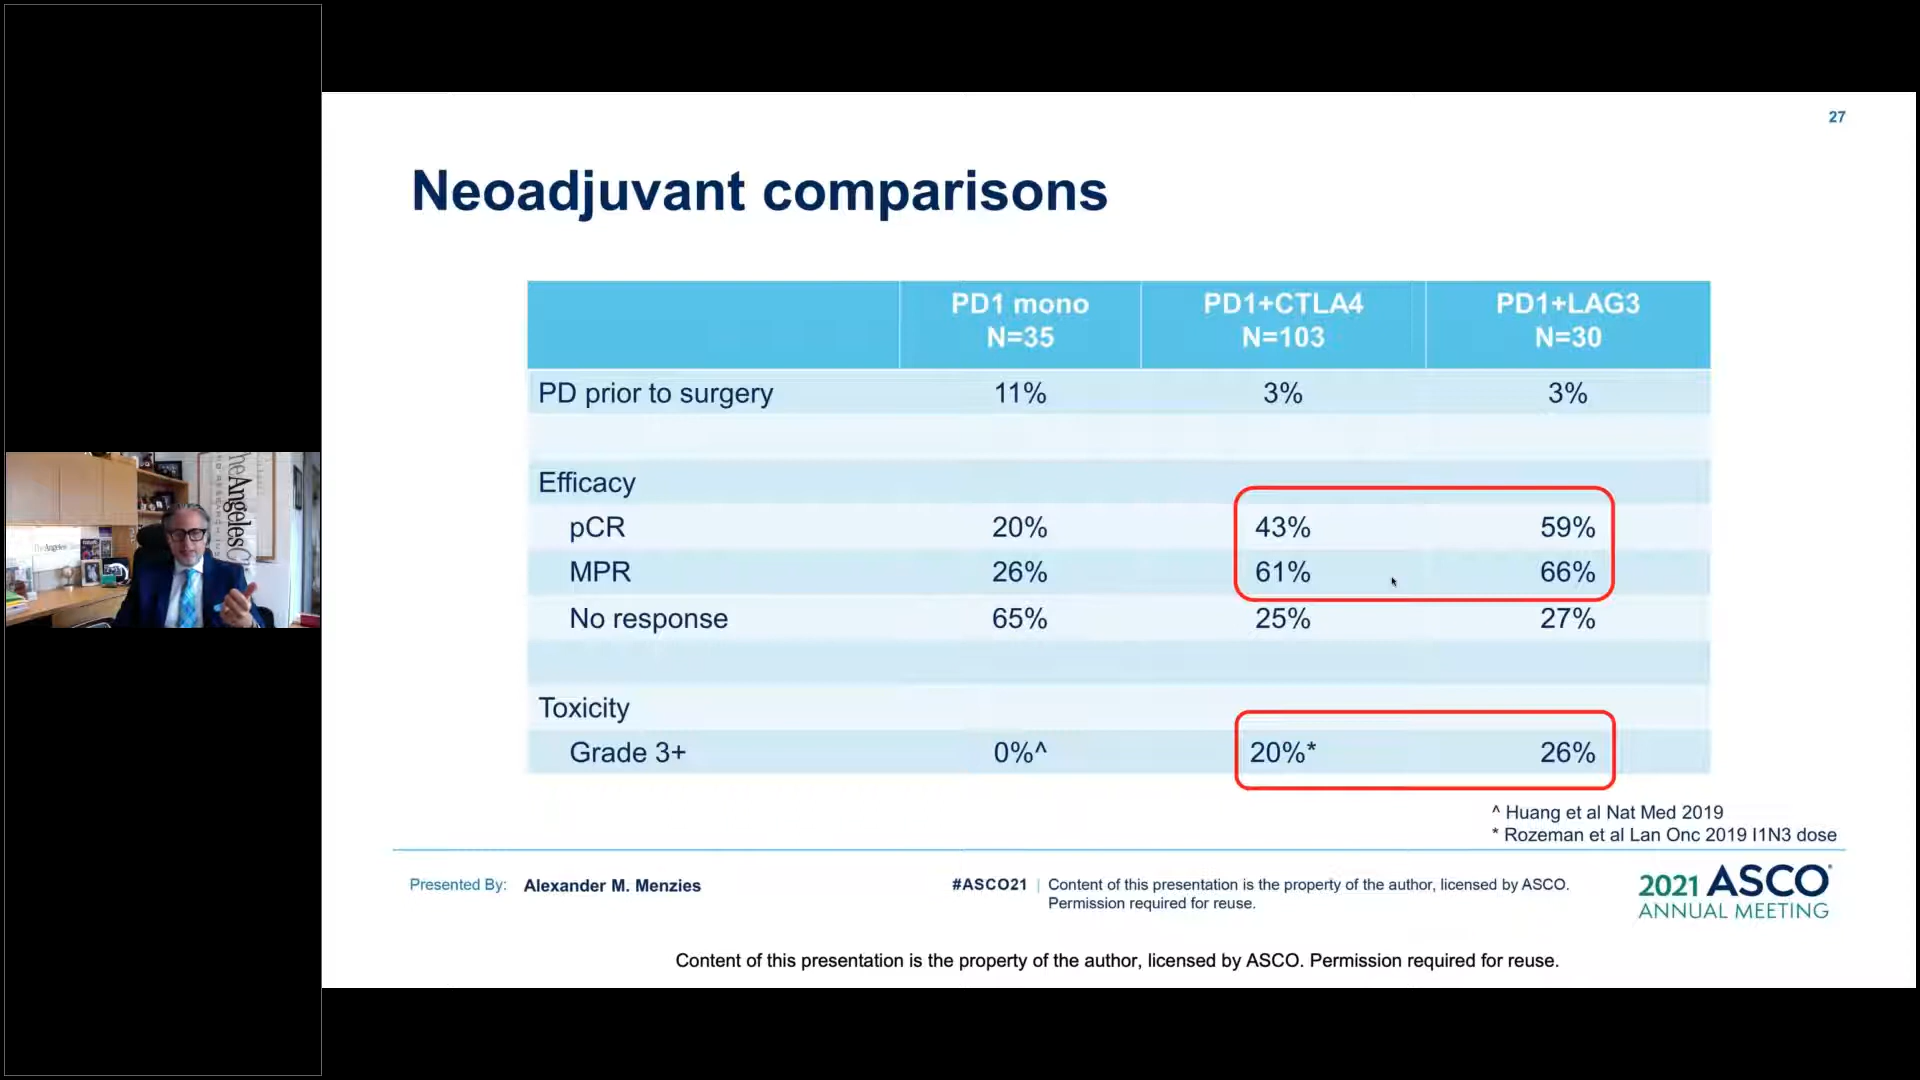 27
Neoadjuvant comparisons
PD1 mono PD1+CTLA4 PD1+LAG3
N=35 N=103 N=30
PD prior to surgery 11% 3% 3%
Efficacy
pCR 20% 43% 59%
MPR 26% 61% 66%
No response 65% 25% 27%
Toxicity
Grade 3+ 0%^ 20%* 26%
^ Huang et al Nat Med 2019
* Rozeman et al Lan Onc 2019 I1N3 dose
Presented By: Alexander M. Menzies
#ASCO21 | Content of this presentation is the property of the author, licensed by ASCO.
Permission required for reuse.
2021 ASCO
ANNUAL MEETING
Content of this presentation is the property of the author, licensed by ASCO. Permission required for reuse.